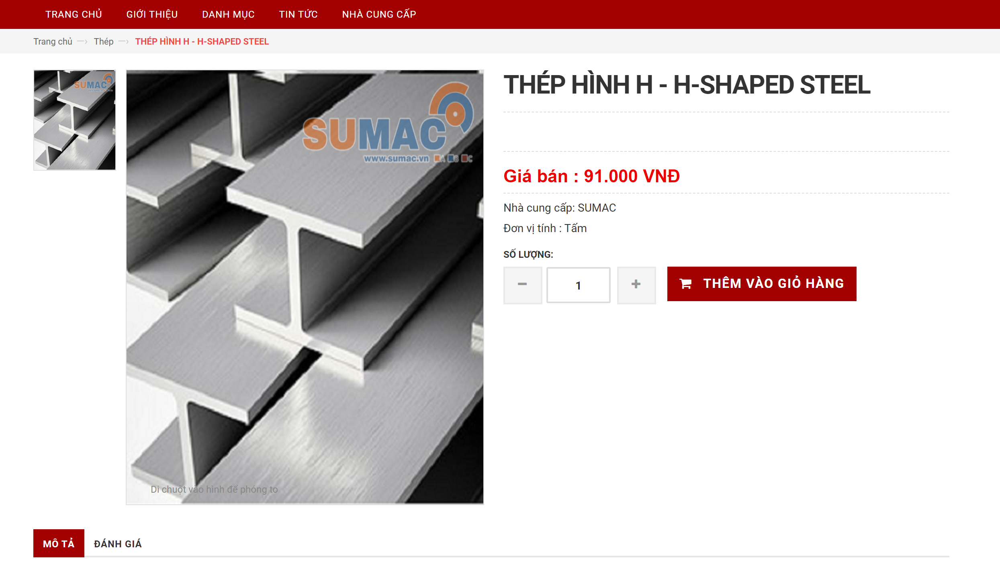 TRANG CHỦ GIỚI THIỆU DANH MỤC TIN TỨC NHÀ CUNG CẤP
Trang chủ Thép THÉP HÌNH H - H-SHAPED STEEL
SUMAC
www.sumac.vn
SUMAC
www.sumac.vn A B C
Di chuột vào hình để phóng to
THÉP HÌNH H - H-SHAPED STEEL
Giá bán : 91.000 VNĐ
Nhà cung cấp: SUMAC
Đơn vị tính : Tấm
SỐ LƯỢNG:
− 1 + THÊM VÀO GIỎ HÀNG
MÔ TẢ ĐÁNH GIÁ